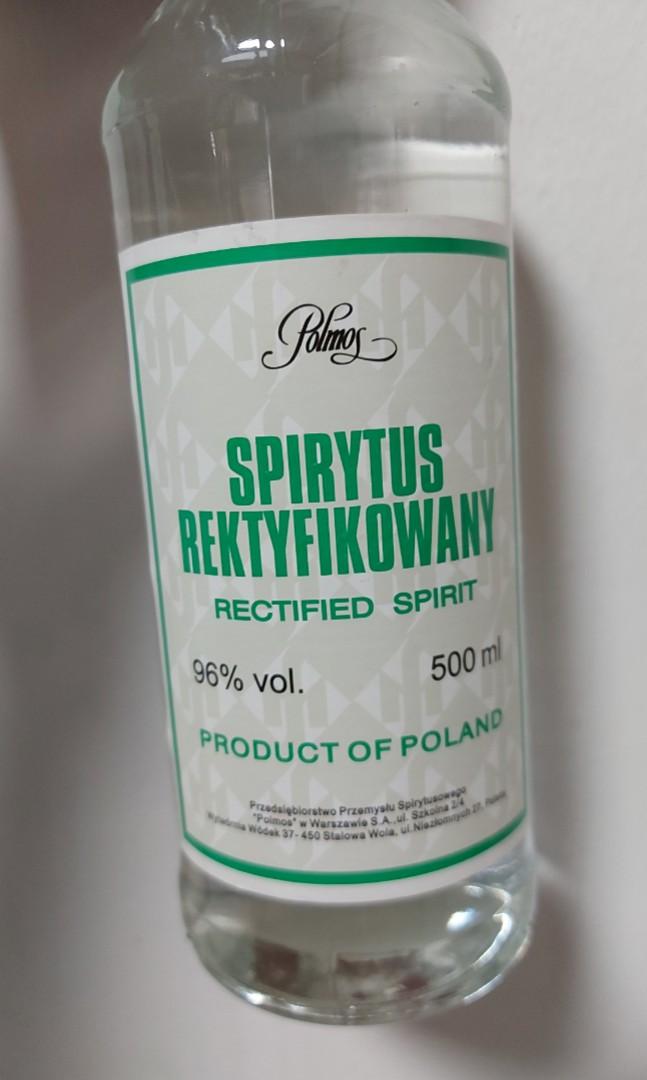 Polmos
SPIRYTUS
REKTYFIKOWANY
RECTIFIED SPIRIT
96% vol. 500 ml
PRODUCT OF POLAND
Przedsiębiorstwo Przemysłu Spirytusowego
"Polmos" w Warszawie S.A., ul. Szkolna 2/4
Wytwórnia Wódek 37-450 Stalowa Wola, ul. Niezłomnych